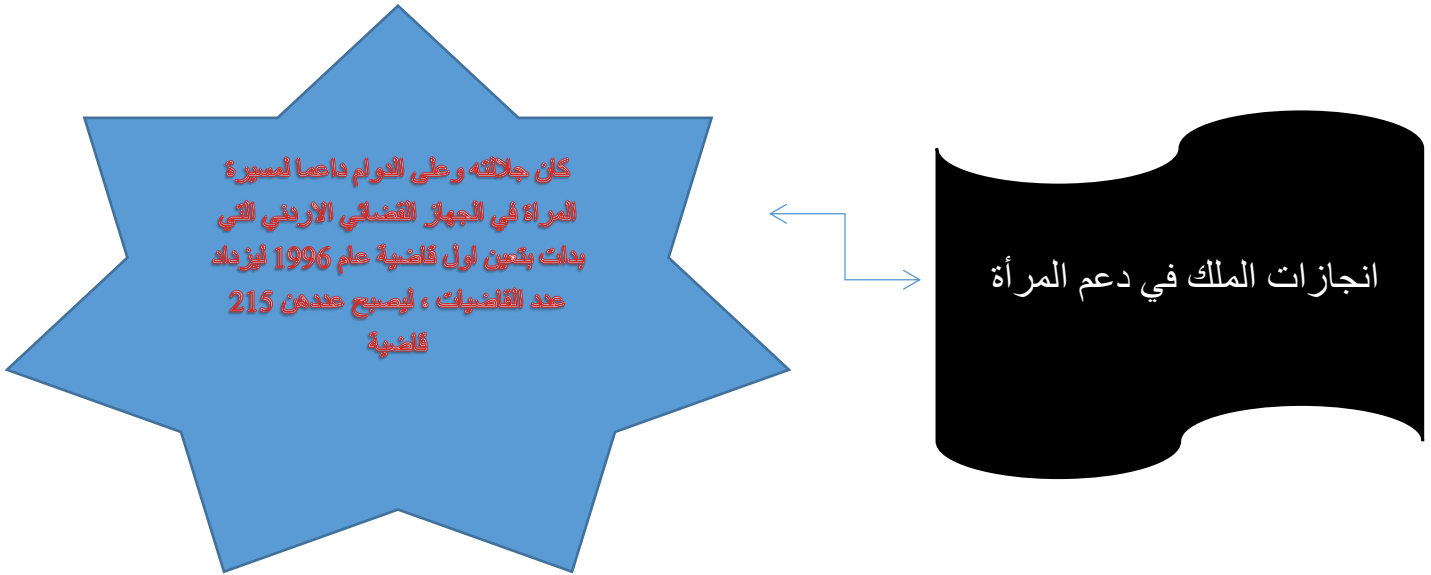 انجازات الملك في دعم المرأة
كان جلالته وعلى الدوام داعما لمسيرة
المراة في الجهاز القضائي الاردني التي
بدات بتعين اول قاضية عام 1996 ليزداد
عدد القاضيات ، ليصبح عددهن 215
قاضية